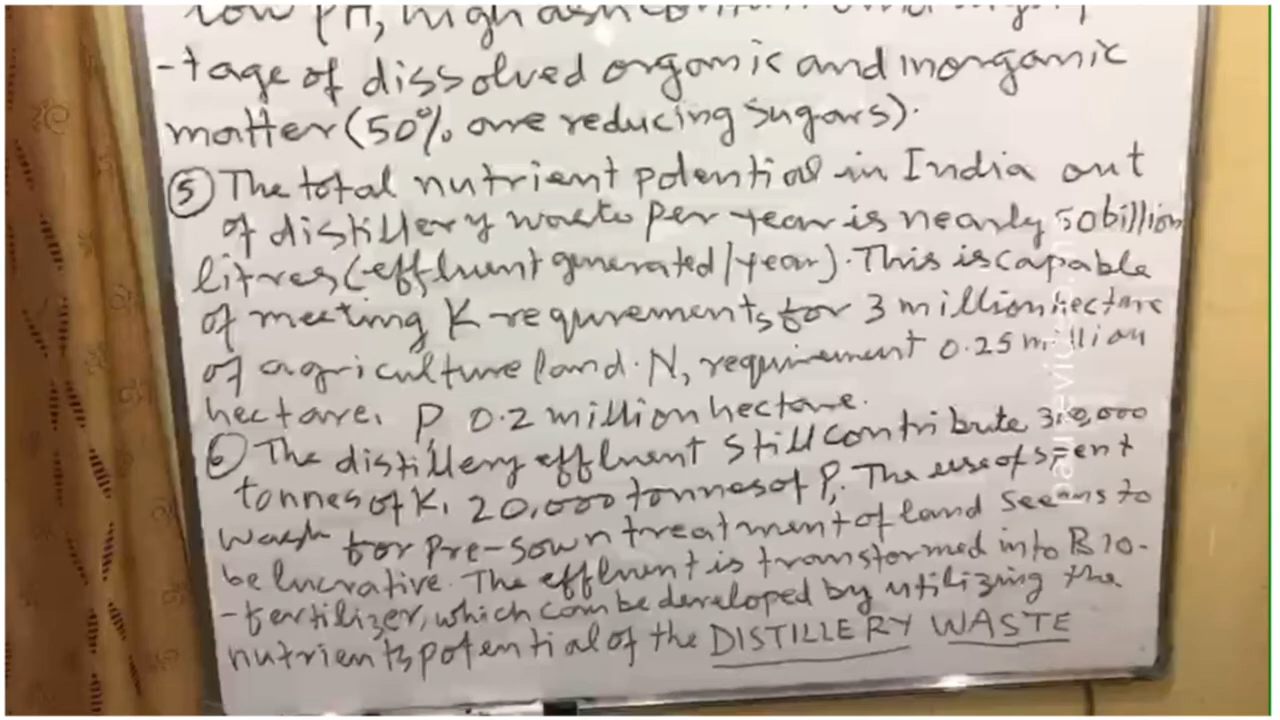 low PH, high ash
-tage of dissolved organic and inorganic
matter (50% are reducing sugars).
(5) The total nutrient potential in India out
of distillery waste per year is nearly 50 billion
litres (effluent generated/year). This is capable
of meeting K requrements for 3 million hectare
of agriculture land. N, requirement 0.25 million
hectare, P, 0.2 million hectare.
(6) The distillery effluent still contribute
tonnes of K, 20,000 tonnes of P. The use of spent
wash for pre-sown treatment of land seems to
be lucrative. The effluent is transformed into Bio-
-fertilizer, which can be developed by utilizing the
nutrients potential of the DISTILLERY WASTE